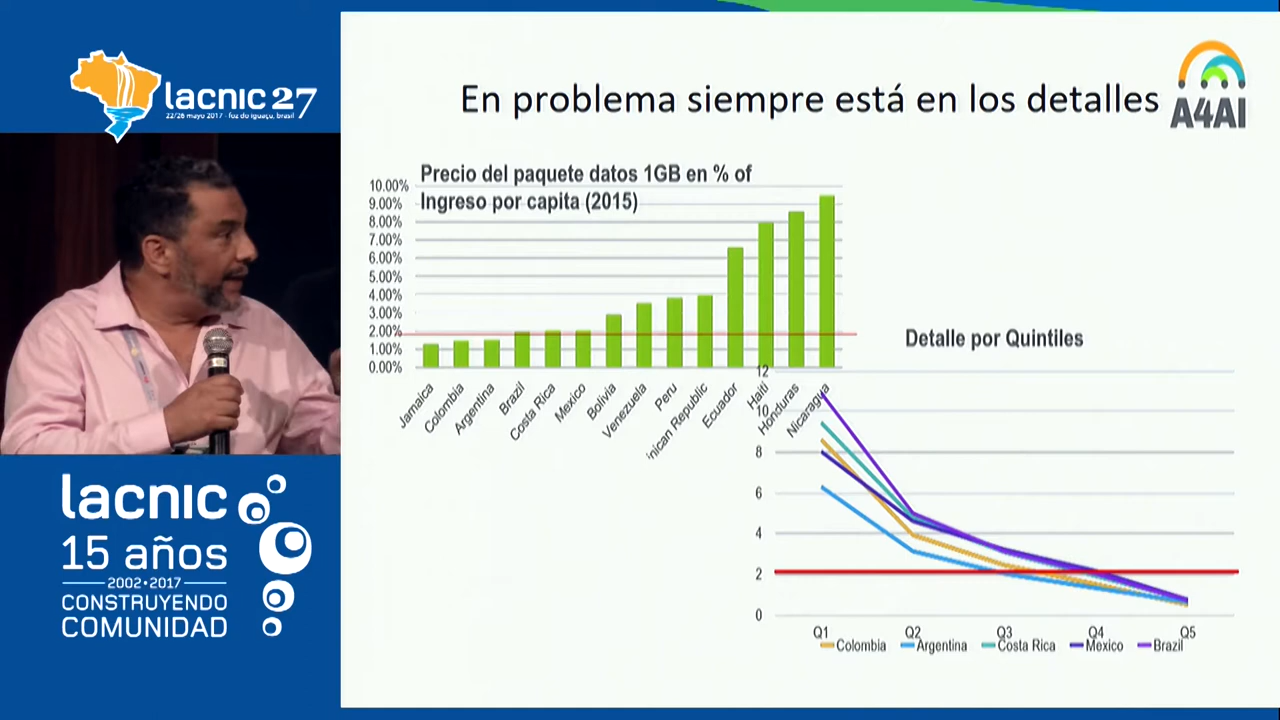 lacnic 27
22/26 mayo 2017 - foz do iguaçu, brasil
lacnic
15 años
2002•2017
CONSTRUYENDO
COMUNIDAD
En problema siempre está en los detalles
A4AI
Precio del paquete datos 1GB en % of
Ingreso por capita (2015)
10.00%
9.00%
8.00%
7.00%
6.00%
5.00%
4.00%
3.00%
2.00%
1.00%
0.00%
Jamaica
Colombia
Argentina
Brazil
Costa Rica
Mexico
Bolivia
Venezuela
Peru
inican Republic
Ecuador
Haiti
Honduras
Nicaragua
Detalle por Quintiles
12
10
8
6
4
2
0
Q1 Q2 Q3 Q4 Q5
Colombia Argentina Costa Rica Mexico Brazil